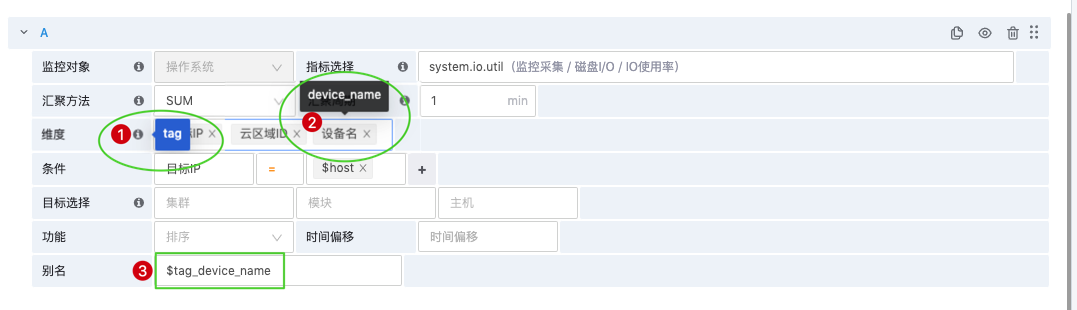 A
监控对象 操作系统 指标选择 system.io.util（监控采集 / 磁盘I/O / IO使用率）
汇聚方法 SUM device_name 1 min
维度 1 tag IP × 云区域ID × 2 设备名 ×
条件 目标IP = $host × +
目标选择 集群 模块 主机
功能 排序 时间偏移 时间偏移
别名 3 $tag_device_name